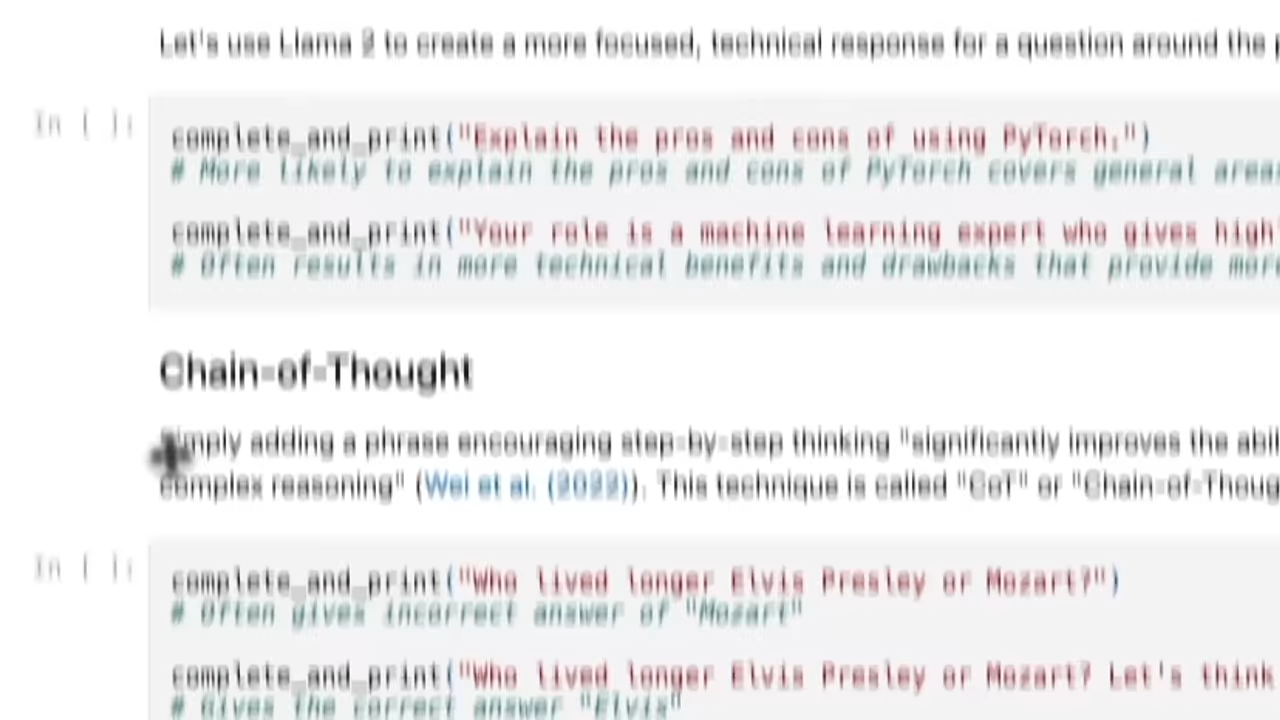 Let's use Llama 2 to create a more focused, technical response for a question around the
In [ ]:
complete_and_print("Explain the pros and cons of using PyTorch.")
# More likely to explain the pros and cons of PyTorch covers general areas
complete_and_print("Your role is a machine learning expert who gives high
# Often results in more technical benefits and drawbacks that provide more
Chain-of-Thought
Simply adding a phrase encouraging step-by-step thinking "significantly improves the abil
complex reasoning" (Wei et al. (2022)). This technique is called "CoT" or "Chain-of-Thoug
In [ ]:
complete_and_print("Who lived longer Elvis Presley or Mozart?")
# Often gives incorrect answer of "Mozart"
complete_and_print("Who lived longer Elvis Presley or Mozart? Let's think
# Gives the correct answer "Elvis"